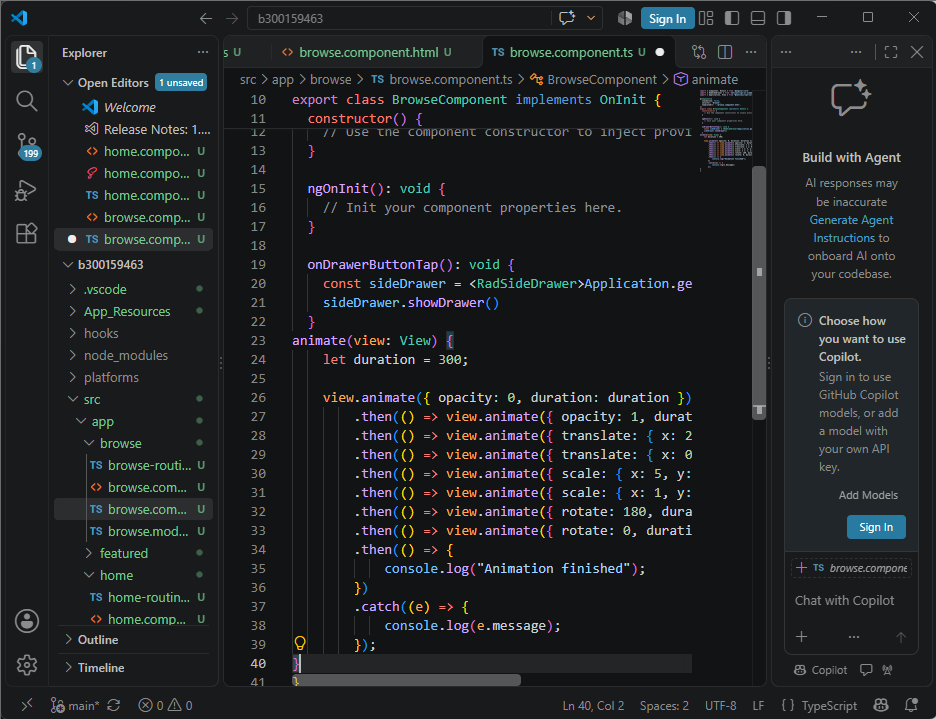 b300159463
Sign In
Explorer
Open Editors 1 unsaved
Welcome
Release Notes: 1....
home.compo... U
home.compo... U
TS home.compo... U
browse.comp... U
TS browse.comp... U
b300159463
.vscode
App_Resources
hooks
node_modules
platforms
src
app
browse
TS browse-routi... U
browse.com... U
TS browse.com... U
TS browse.mod... U
featured
home
TS home-routin... U
home.comp... U
Outline
Timeline
1
199
s U
browse.component.html U
TS browse.component.ts U
src > app > browse > TS browse.component.ts > BrowseComponent > animate
10 export class BrowseComponent implements OnInit {
11 constructor() {
12 // Use the component constructor to inject provi
13 }
14
15 ngOnInit(): void {
16 // Init your component properties here.
17 }
18
19 onDrawerButtonTap(): void {
20 const sideDrawer = <RadSideDrawer>Application.ge
21 sideDrawer.showDrawer()
22 }
23 animate(view: View) {
24 let duration = 300;
25
26 view.animate({ opacity: 0, duration: duration })
27 .then(() => view.animate({ opacity: 1, durat
28 .then(() => view.animate({ translate: { x: 2
29 .then(() => view.animate({ translate: { x: 0
30 .then(() => view.animate({ scale: { x: 5, y:
31 .then(() => view.animate({ scale: { x: 1, y:
32 .then(() => view.animate({ rotate: 180, dura
33 .then(() => view.animate({ rotate: 0, durati
34 .then(() => {
35 console.log("Animation finished");
36 })
37 .catch((e) => {
38 console.log(e.message);
39 });
40 }
41 }
Build with Agent
AI responses may
be inaccurate
Generate Agent
Instructions to
onboard AI onto
your codebase.
Choose how
you want to use
Copilot.
Sign in to use
GitHub Copilot
models, or add
a model with
your own API
key.
Add Models
Sign In
TS browse.compone
Chat with Copilot
Copilot
main* 0 0 Ln 40, Col 2 Spaces: 2 UTF-8 LF { } TypeScript